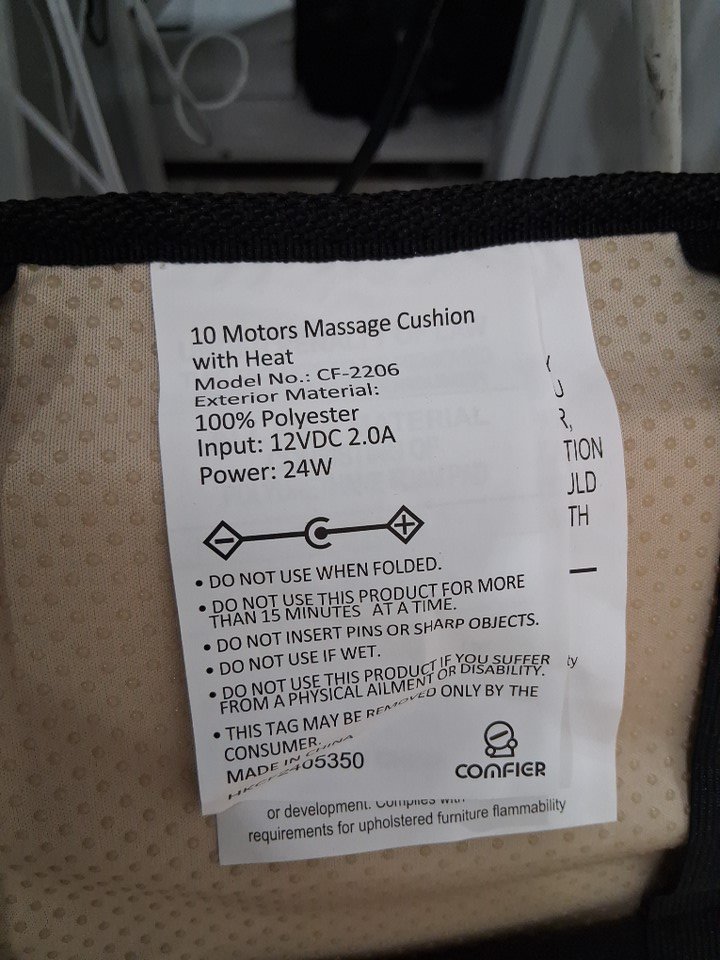 10 Motors Massage Cushion
with Heat
Model No.: CF-2206
Exterior Material:
100% Polyester
Input: 12VDC 2.0A
Power: 24W
• DO NOT USE WHEN FOLDED.
• DO NOT USE THIS PRODUCT FOR MORE
THAN 15 MINUTES AT A TIME.
• DO NOT INSERT PINS OR SHARP OBJECTS.
• DO NOT USE IF WET.
• DO NOT USE THIS PRODUCT IF YOU SUFFER
FROM A PHYSICAL AILMENT OR DISABILITY.
• THIS TAG MAY BE REMOVED ONLY BY THE
CONSUMER.
MADE IN CHINA
COMFIER
Y
U
R,
TION
ULD
TH
ty
or development. Complies with
requirements for upholstered furniture flammability